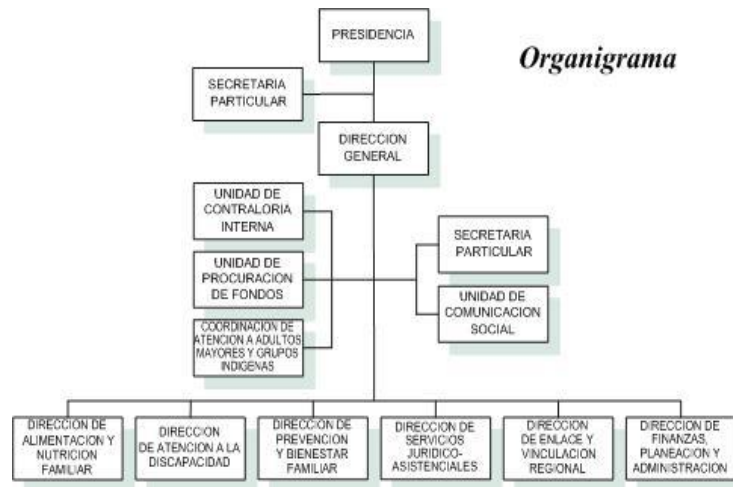 PRESIDENCIA
Organigrama
SECRETARIA
PARTICULAR
DIRECCION
GENERAL
UNIDAD DE
CONTRALORIA
INTERNA
SECRETARIA
PARTICULAR
UNIDAD DE
PROCURACION
DE FONDOS
UNIDAD DE
COMUNICACION
SOCIAL
COORDINACION DE
ATENCION A ADULTOS
MAYORES Y GRUPOS
INDIGENAS
DIRECCION DE
ALIMENTACION Y
NUTRICION
FAMILIAR
DIRECCION
DE ATENCION A LA
DISCAPACIDAD
DIRECCION DE
PREVENCION
Y BIENESTAR
FAMILIAR
DIRECCION DE
SERVICIOS
JURIDICO-
ASISTENCIALES
DIRECCION
DE ENLACE Y
VINCULACION
REGIONAL
DIRECCION DE
FINANZAS,
PLANEACION Y
ADMINISTRACION